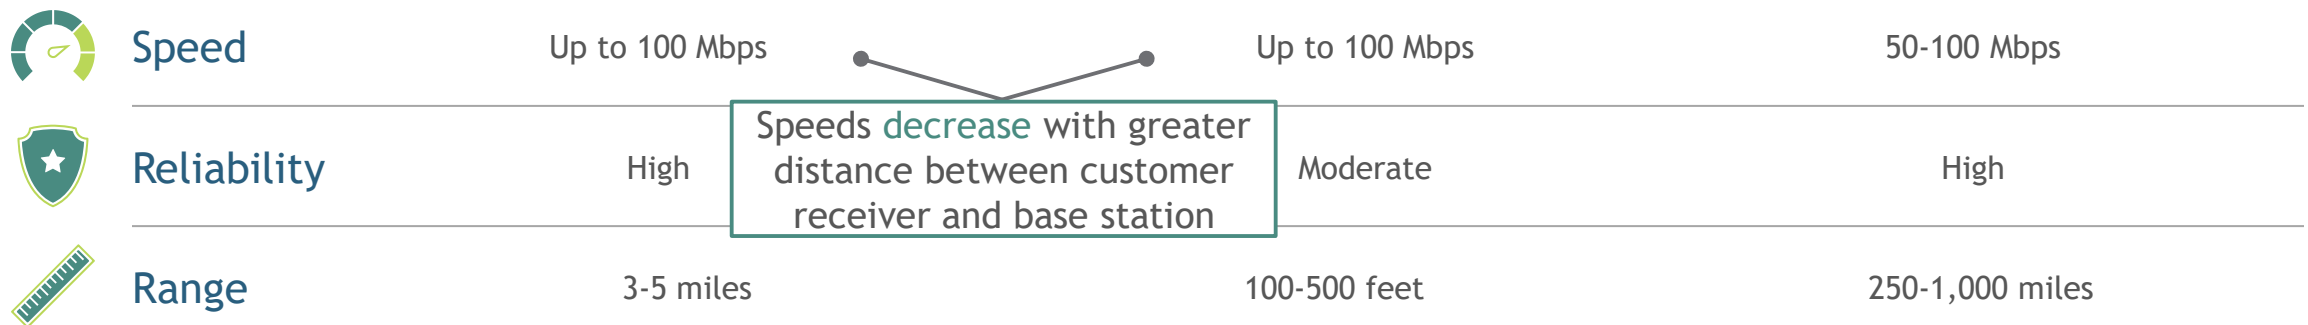 Speed Up to 100 Mbps Up to 100 Mbps 50-100 Mbps
Speeds decrease with greater
distance between customer
receiver and base station
Reliability High Moderate High
Range 3-5 miles 100-500 feet 250-1,000 miles